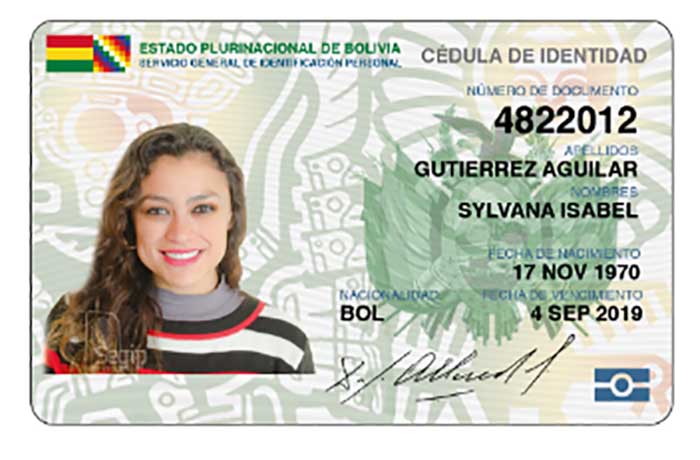 ESTADO PLURINACIONAL DE BOLIVIA
SERVICIO GENERAL DE IDENTIFICACIÓN PERSONAL
CÉDULA DE IDENTIDAD
NÚMERO DE DOCUMENTO
4822012
APELLIDOS
GUTIERREZ AGUILAR
NOMBRES
SYLVANA ISABEL
FECHA DE NACIMIENTO
17 NOV 1970
NACIONALIDAD FECHA DE VENCIMIENTO
BOL 4 SEP 2019
Segip